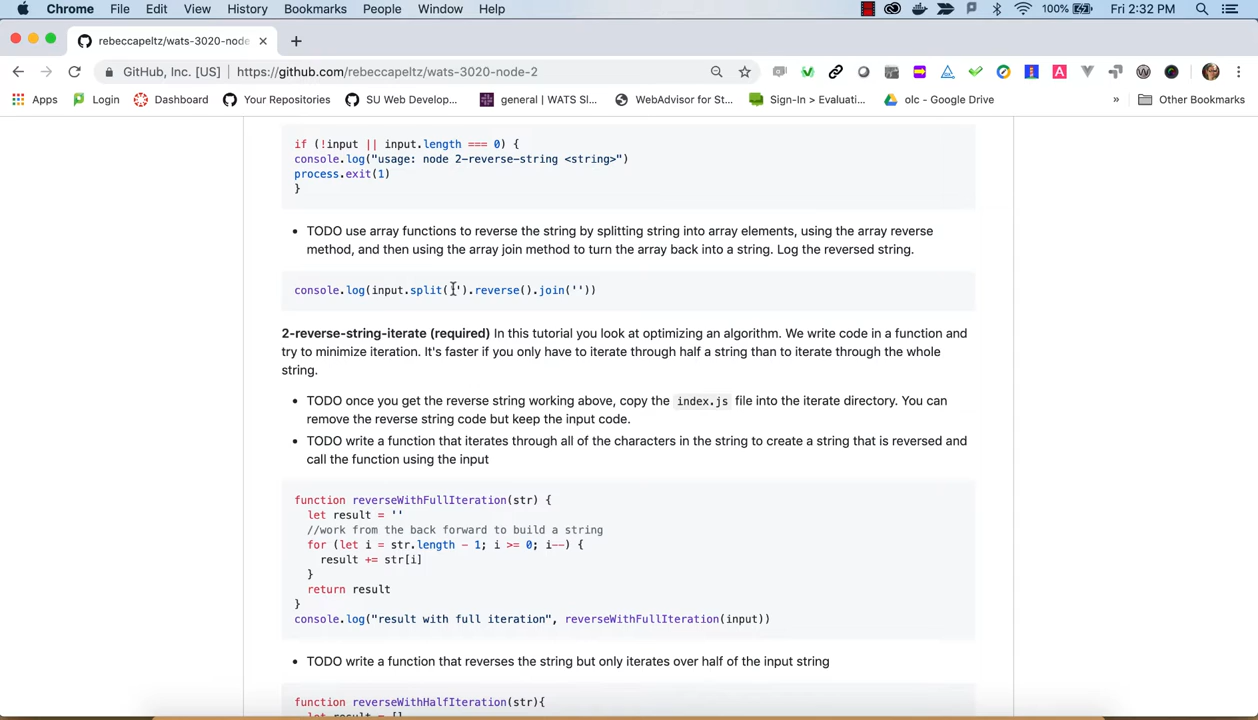 Chrome File Edit View History Bookmarks People Window Help 100% Fri 2:32 PM
rebeccapeltz/wats-3020-node-
GitHub, Inc. [US] | https://github.com/rebeccapeltz/wats-3020-node-2
Apps Login Dashboard Your Repositories SU Web Develop... general | WATS Sl... WebAdvisor for St... Sign-In > Evaluati... olc - Google Drive » Other Bookmarks
if (!input || input.length === 0) {
console.log("usage: node 2-reverse-string <string>")
process.exit(1)
}
• TODO use array functions to reverse the string by splitting string into array elements, using the array reverse
method, and then using the array join method to turn the array back into a string. Log the reversed string.
console.log(input.split('').reverse().join(''))
2-reverse-string-iterate (required) In this tutorial you look at optimizing an algorithm. We write code in a function and
try to minimize iteration. It's faster if you only have to iterate through half a string than to iterate through the whole
string.
• TODO once you get the reverse string working above, copy the index.js file into the iterate directory. You can
remove the reverse string code but keep the input code.
• TODO write a function that iterates through all of the characters in the string to create a string that is reversed and
call the function using the input
function reverseWithFullIteration(str) {
let result = ''
//work from the back forward to build a string
for (let i = str.length - 1; i >= 0; i--) {
result += str[i]
}
return result
}
console.log("result with full iteration", reverseWithFullIteration(input))
• TODO write a function that reverses the string but only iterates over half of the input string
function reverseWithHalfIteration(str){
let result = []